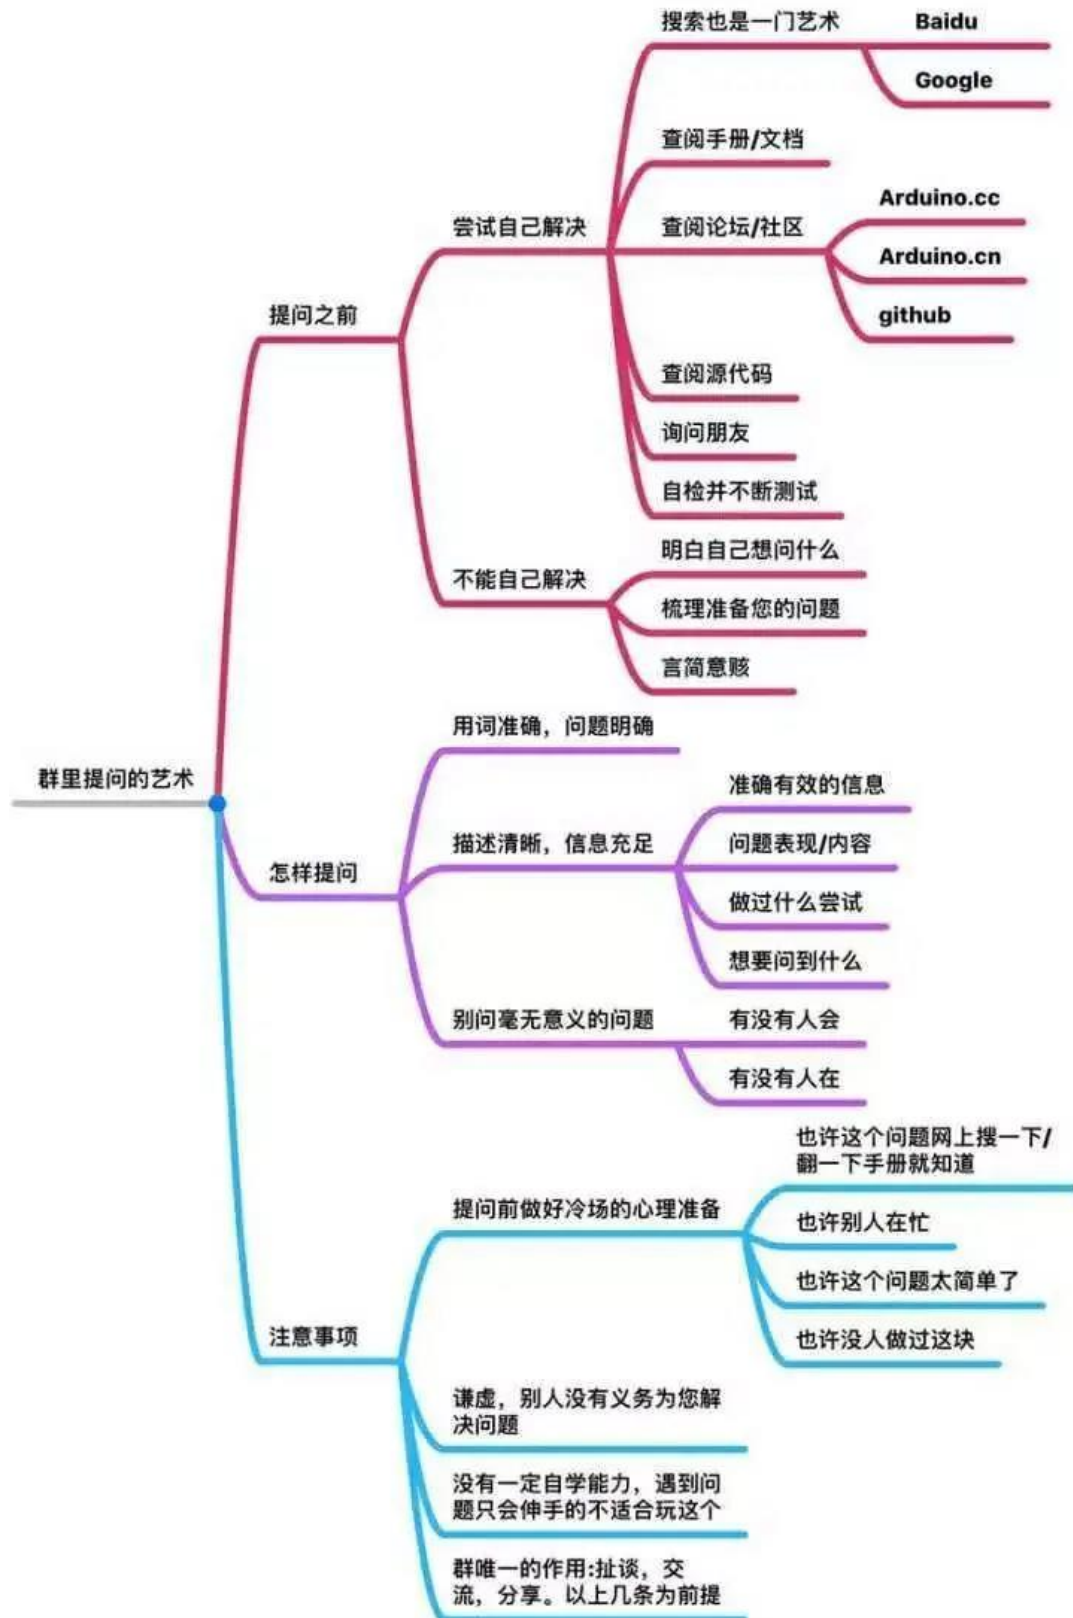 群里提问的艺术
提问之前
尝试自己解决
搜索也是一门艺术
Baidu
Google
查阅手册/文档
查阅论坛/社区
Arduino.cc
Arduino.cn
github
查阅源代码
询问朋友
自检并不断测试
不能自己解决
明白自己想问什么
梳理准备您的问题
言简意赅
怎样提问
用词准确，问题明确
描述清晰，信息充足
准确有效的信息
问题表现/内容
做过什么尝试
想要问到什么
别问毫无意义的问题
有没有人会
有没有人在
注意事项
提问前做好冷场的心理准备
也许这个问题网上搜一下/
翻一下手册就知道
也许别人在忙
也许这个问题太简单了
也许没人做过这块
谦虚，别人没有义务为您解
决问题
没有一定自学能力，遇到问
题只会伸手的不适合玩这个
群唯一的作用:扯谈，交
流，分享。以上几条为前提